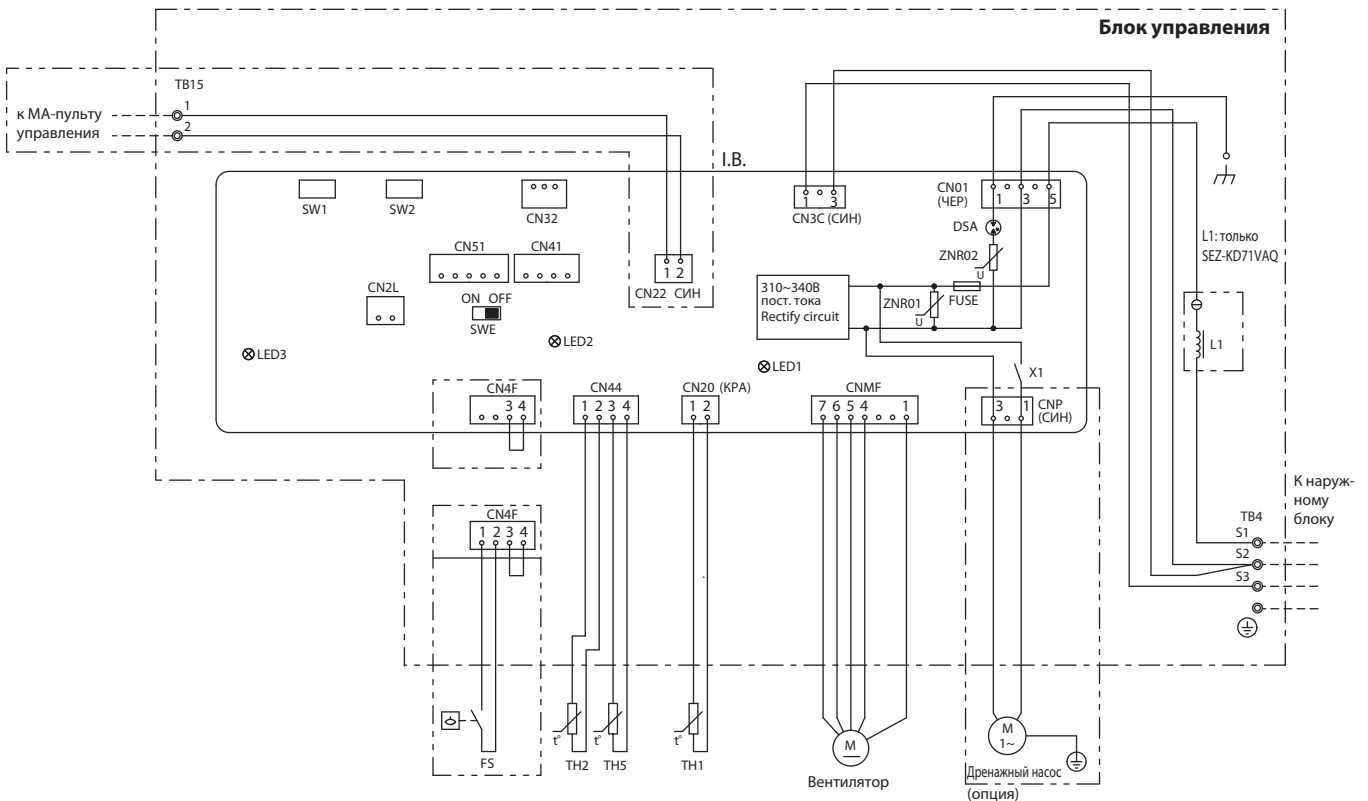 Блок управления
TB15
к МА-пульту
управления
1
2
I.B.
SW1
SW2
CN32
CN51
CN41
CN2L
ON OFF
SWE
1 2
CN22 СИН
1 3
CN3C (СИН)
CN01
(ЧЕР)
1 3 5
DSA
ZNR02
U
310~340В
пост. тока
Rectify circuit
ZNR01
U
FUSE
L1: только
SEZ-KD71VAQ
L1
LED3
LED2
LED1
X1
CN4F
3 4
CN44
1 2 3 4
CN20 (КРА)
1 2
CNMF
7 6 5 4 1
3 1
CNP
(СИН)
К наруж-
ному
блоку
TB4
S1
S2
S3
CN4F
1 2 3 4
FS
t°
TH2
t°
TH5
t°
TH1
M
Вентилятор
M
1~
Дренажный насос
(опция)